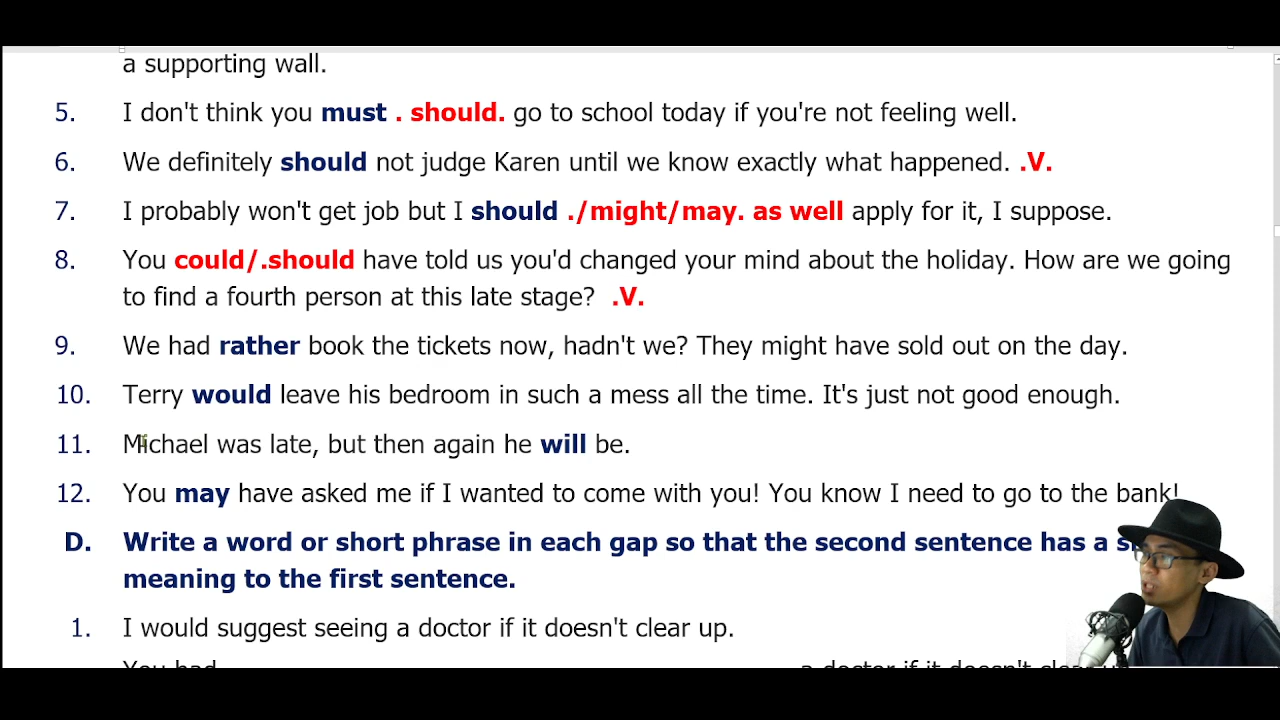 a supporting wall.
5. I don't think you must . should. go to school today if you're not feeling well.
6. We definitely should not judge Karen until we know exactly what happened. .V.
7. I probably won't get job but I should ./might/may. as well apply for it, I suppose.
8. You could/.should have told us you'd changed your mind about the holiday. How are we going
to find a fourth person at this late stage? .V.
9. We had rather book the tickets now, hadn't we? They might have sold out on the day.
10. Terry would leave his bedroom in such a mess all the time. It's just not good enough.
11. Michael was late, but then again he will be.
12. You may have asked me if I wanted to come with you! You know I need to go to the bank!
D. Write a word or short phrase in each gap so that the second sentence has a
meaning to the first sentence.
1. I would suggest seeing a doctor if it doesn't clear up.
You had a doctor if it doesn't clear up